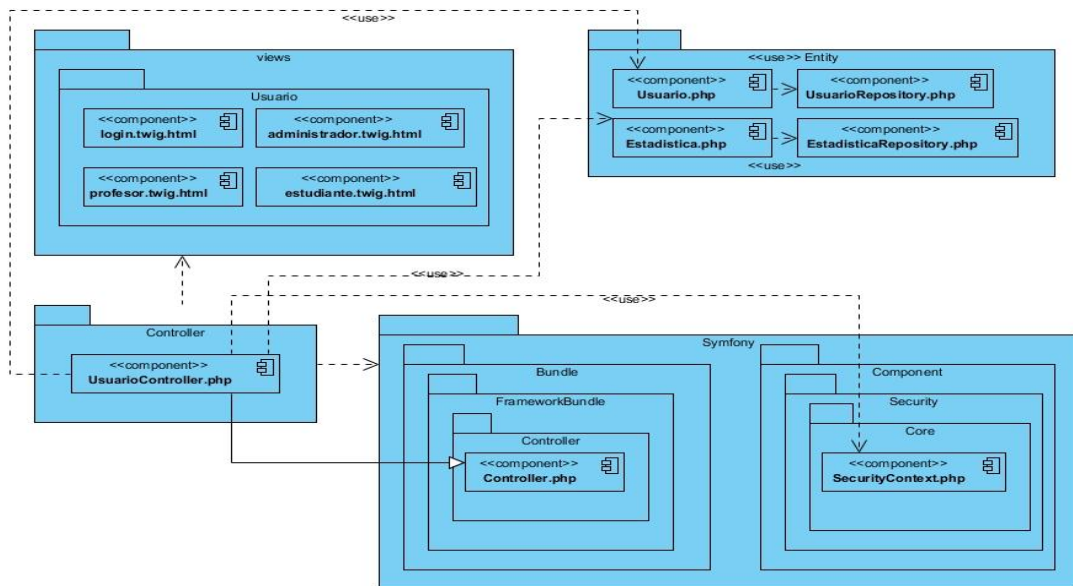 <<use>>
views
Usuario
<<component>>
login.twig.html
<<component>>
administrador.twig.html
<<component>>
profesor.twig.html
<<component>>
estudiante.twig.html
<<use>> Entity
<<component>>
Usuario.php
<<component>>
UsuarioRepository.php
<<component>>
Estadistica.php
<<component>>
EstadisticaRepository.php
<<use>>
<<use>>
<<use>>
Controller
<<component>>
UsuarioController.php
Symfony
Bundle
FrameworkBundle
Controller
<<component>>
Controller.php
Component
Security
Core
<<component>>
SecurityContext.php